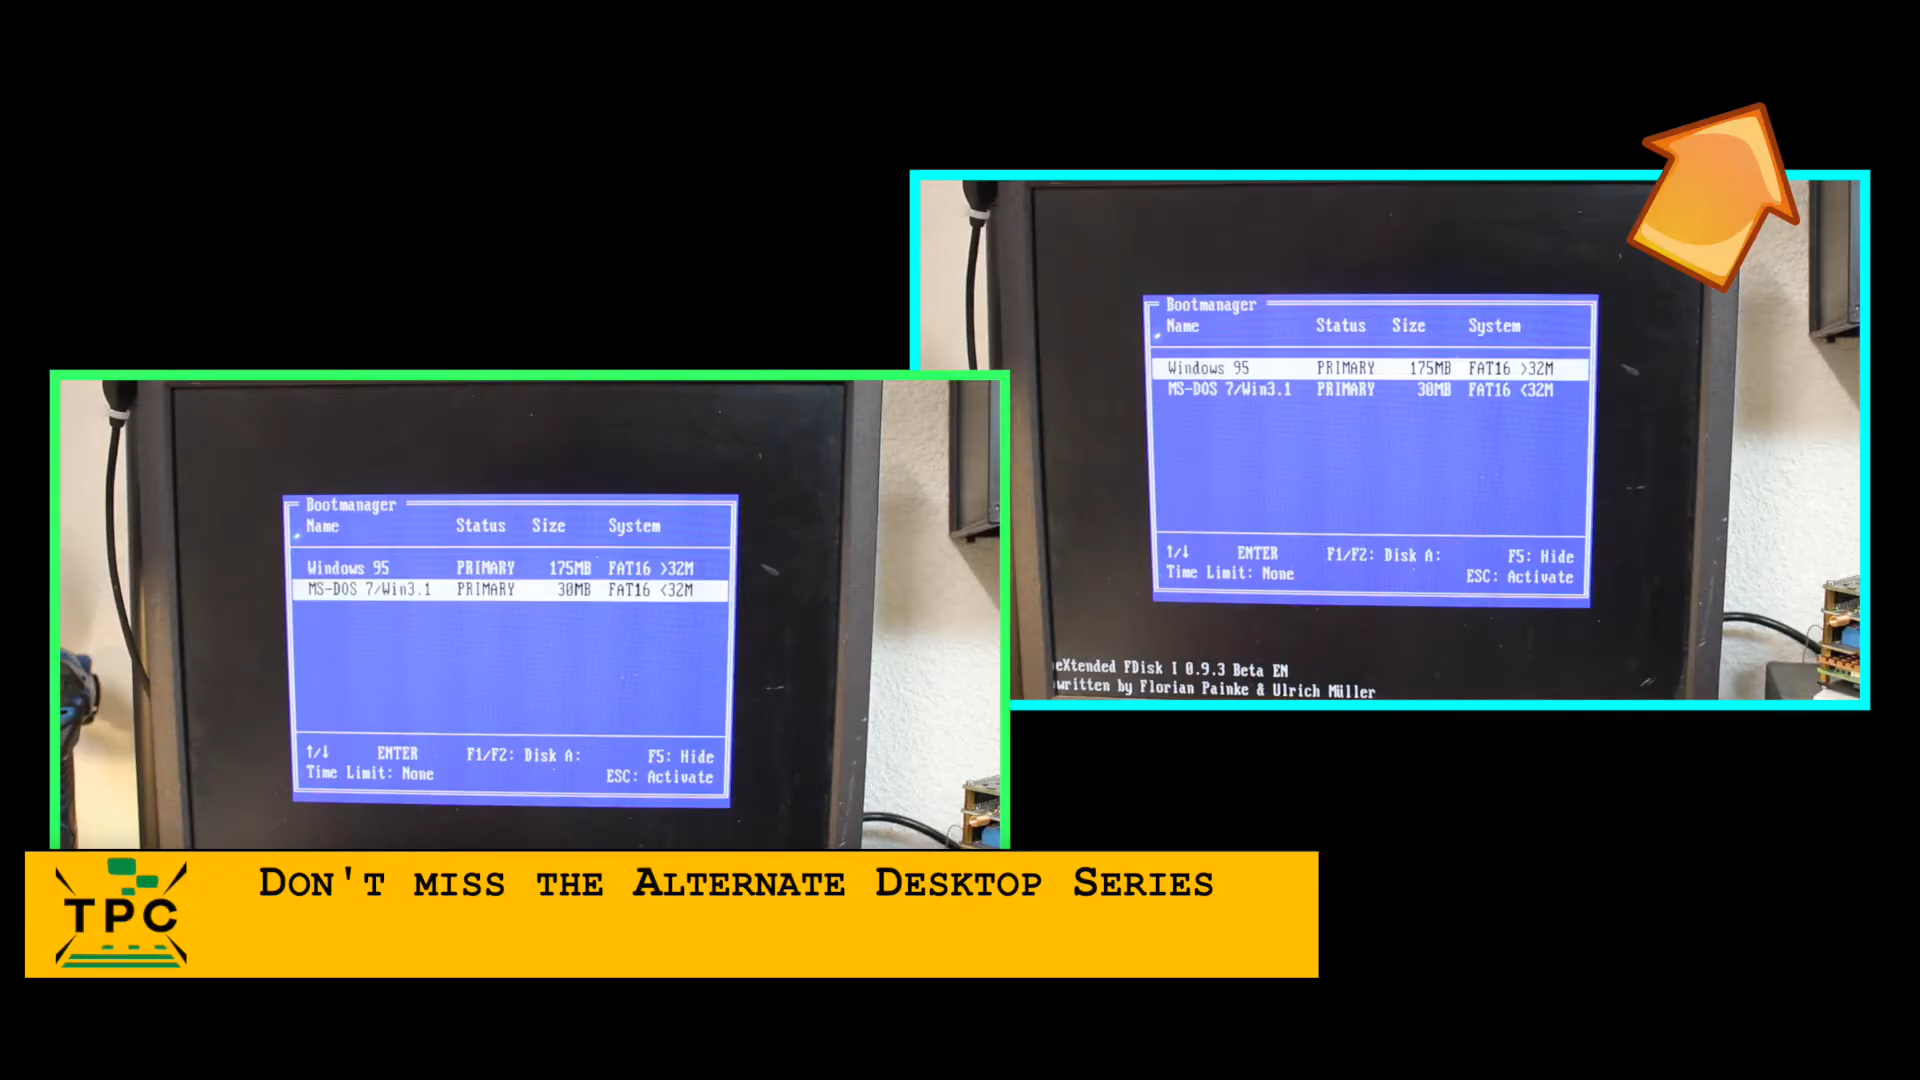 Bootmanager
Name Status Size System
Windows 95 PRIMARY 175MB FAT16 >32M
MS-DOS 7/Win3.1 PRIMARY 30MB FAT16 <32M
↑/↓ ENTER F1/F2: Disk A: F5: Hide
Time Limit: None ESC: Activate
eXtended FDisk I 0.9.3 Beta EN
written by Florian Painke & Ulrich Müller
Bootmanager
Name Status Size System
Windows 95 PRIMARY 175MB FAT16 >32M
MS-DOS 7/Win3.1 PRIMARY 30MB FAT16 <32M
↑/↓ ENTER F1/F2: Disk A: F5: Hide
Time Limit: None ESC: Activate
TPC
DON'T MISS THE ALTERNATE DESKTOP SERIES